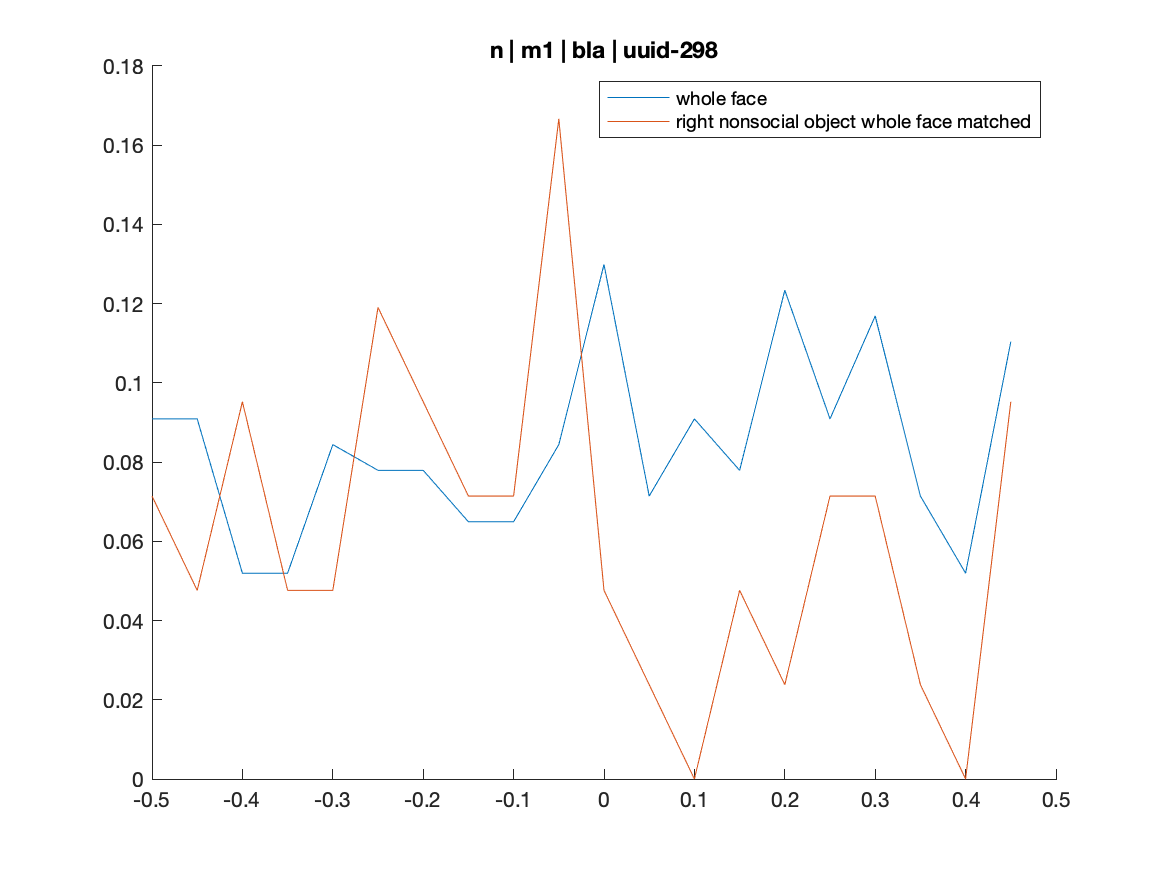 n | m1 | bla | uuid-298
whole face
right nonsocial object whole face matched
0.18
0.16
0.14
0.12
0.1
0.08
0.06
0.04
0.02
0
-0.5 -0.4 -0.3 -0.2 -0.1 0 0.1 0.2 0.3 0.4 0.5